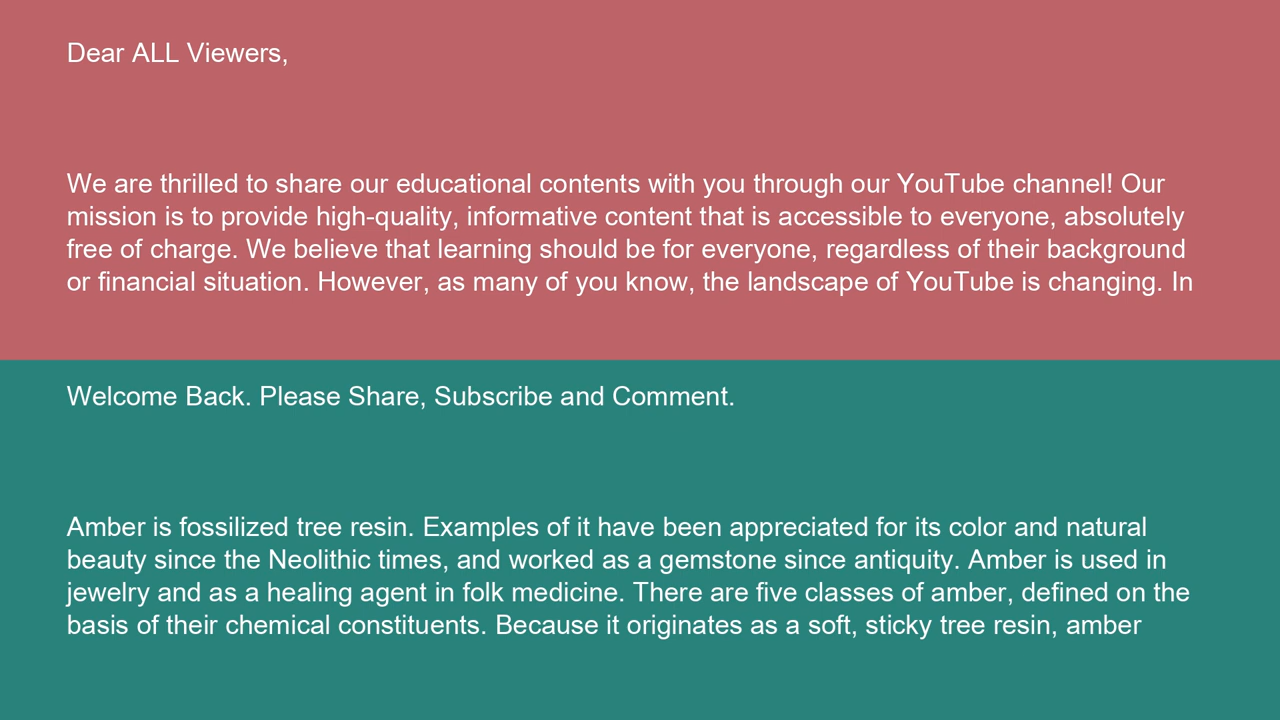 Dear ALL Viewers,
We are thrilled to share our educational contents with you through our YouTube channel! Our
mission is to provide high-quality, informative content that is accessible to everyone, absolutely
free of charge. We believe that learning should be for everyone, regardless of their background
or financial situation. However, as many of you know, the landscape of YouTube is changing. In
Welcome Back. Please Share, Subscribe and Comment.
Amber is fossilized tree resin. Examples of it have been appreciated for its color and natural
beauty since the Neolithic times, and worked as a gemstone since antiquity. Amber is used in
jewelry and as a healing agent in folk medicine. There are five classes of amber, defined on the
basis of their chemical constituents. Because it originates as a soft, sticky tree resin, amber